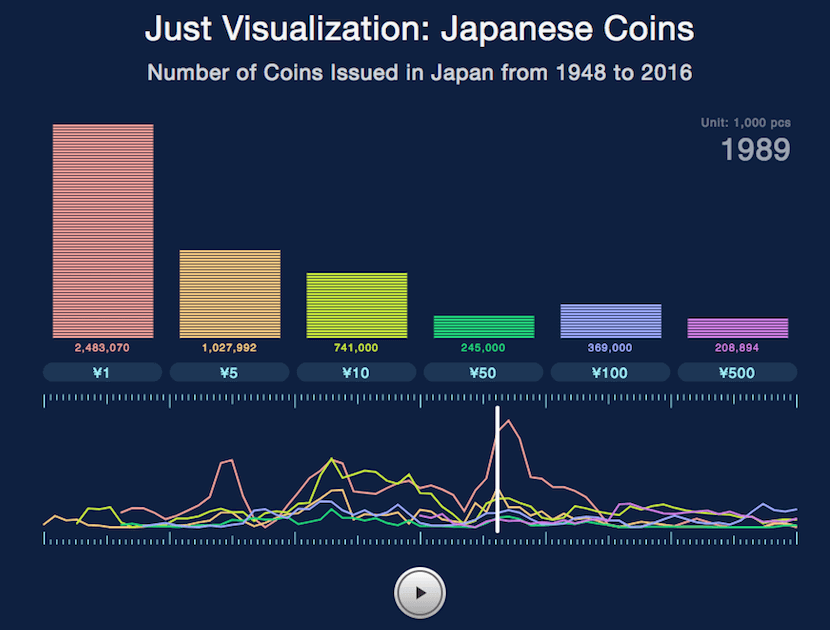 Just Visualization: Japanese Coins
Number of Coins Issued in Japan from 1948 to 2016
Unit: 1,000 pcs
1989
2,483,070 1,027,992 741,000 245,000 369,000 208,894
¥1 ¥5 ¥10 ¥50 ¥100 ¥500